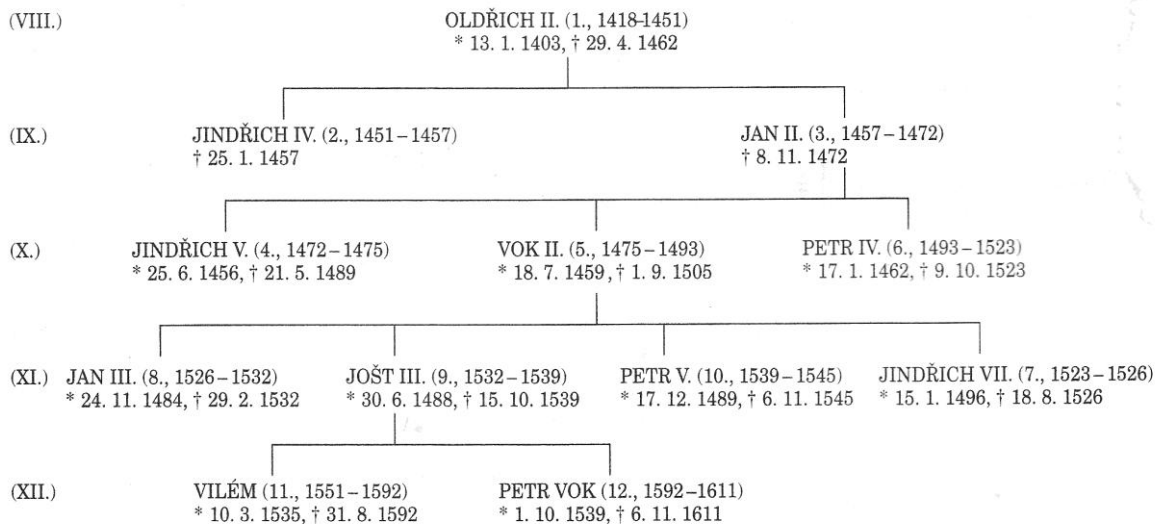 (VIII.) OLDŘICH II. (1., 1418–1451)
* 13. 1. 1403, † 29. 4. 1462
(IX.) JINDŘICH IV. (2., 1451–1457) JAN II. (3., 1457–1472)
† 25. 1. 1457 † 8. 11. 1472
(X.) JINDŘICH V. (4., 1472–1475) VOK II. (5., 1475–1493) PETR IV. (6., 1493–1523)
* 25. 6. 1456, † 21. 5. 1489 * 18. 7. 1459, † 1. 9. 1505 * 17. 1. 1462, † 9. 10. 1523
(XI.) JAN III. (8., 1526–1532) JOŠT III. (9., 1532–1539) PETR V. (10., 1539–1545) JINDŘICH VII. (7., 1523–1526)
* 24. 11. 1484, † 29. 2. 1532 * 30. 6. 1488, † 15. 10. 1539 * 17. 12. 1489, † 6. 11. 1545 * 15. 1. 1496, † 18. 8. 1526
(XII.) VILÉM (11., 1551–1592) PETR VOK (12., 1592–1611)
* 10. 3. 1535, † 31. 8. 1592 * 1. 10. 1539, † 6. 11. 1611